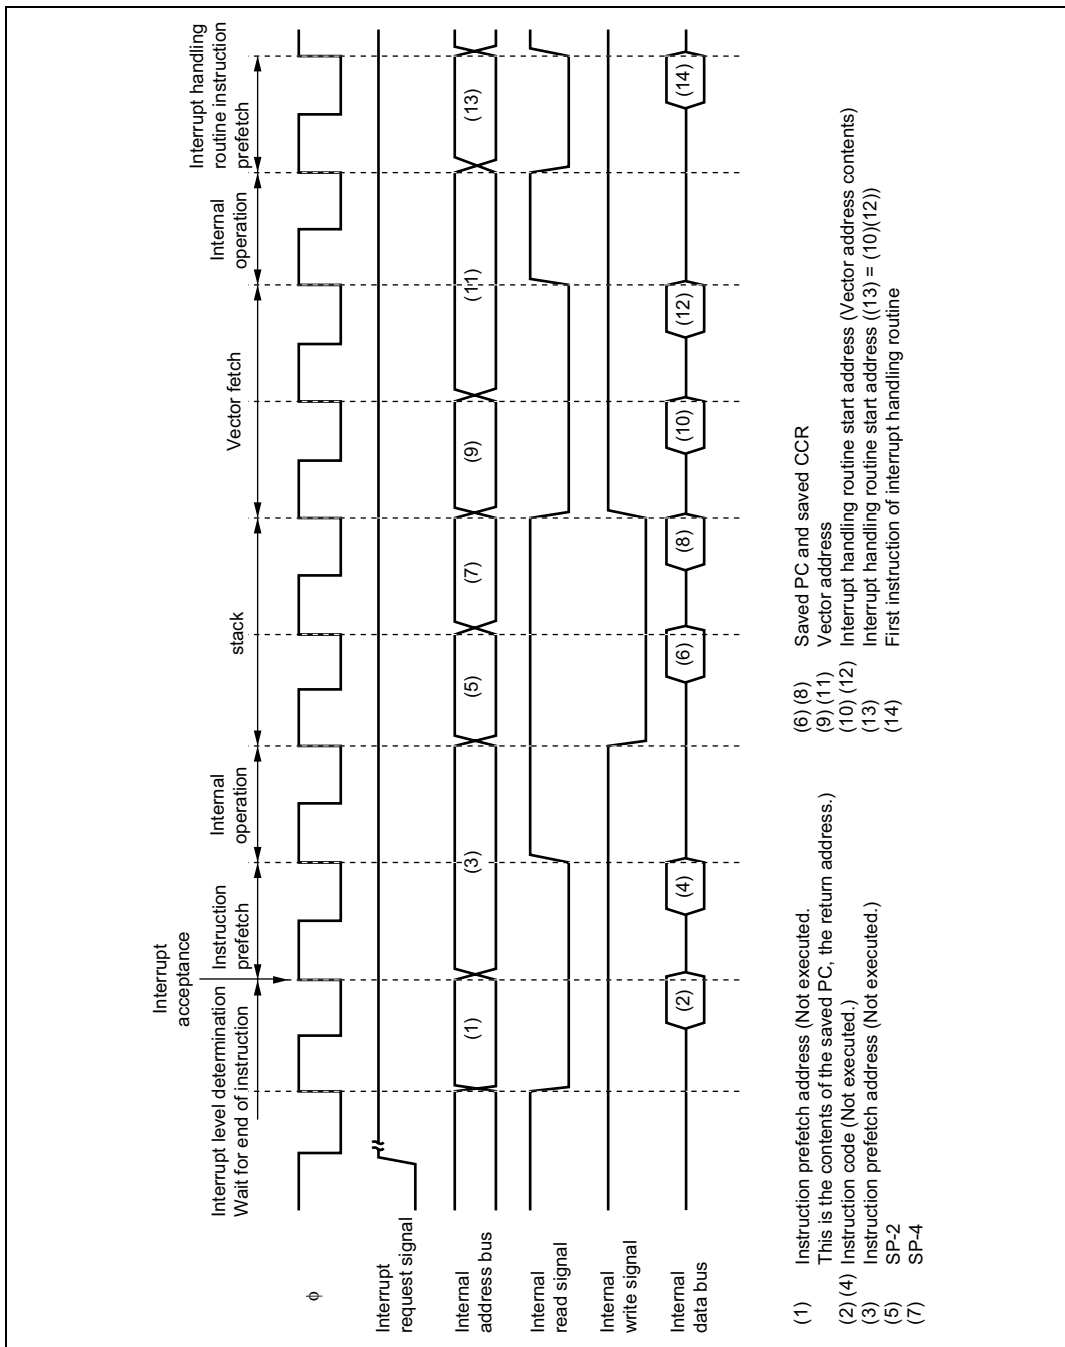 Interrupt level determination
Wait for end of instruction
Interrupt
acceptance
Instruction
prefetch
Internal
operation
stack
Vector fetch
Internal
operation
Interrupt handling
routine instruction
prefetch
φ
Interrupt
request signal
Internal
address bus
(1)
(3)
(5)
(7)
(9)
(11)
(13)
Internal
read signal
Internal
write signal
Internal
data bus
(2)
(4)
(6)
(8)
(10)
(12)
(14)
(1) Instruction prefetch address (Not executed.
This is the contents of the saved PC, the return address.)
(2) (4) Instruction code (Not executed.)
(3) Instruction prefetch address (Not executed.)
(5) SP-2
(7) SP-4
(6) (8) Saved PC and saved CCR
(9) (11) Vector address
(10) (12) Interrupt handling routine start address (Vector address contents)
(13) Interrupt handling routine start address ((13) = (10)(12))
(14) First instruction of interrupt handling routine